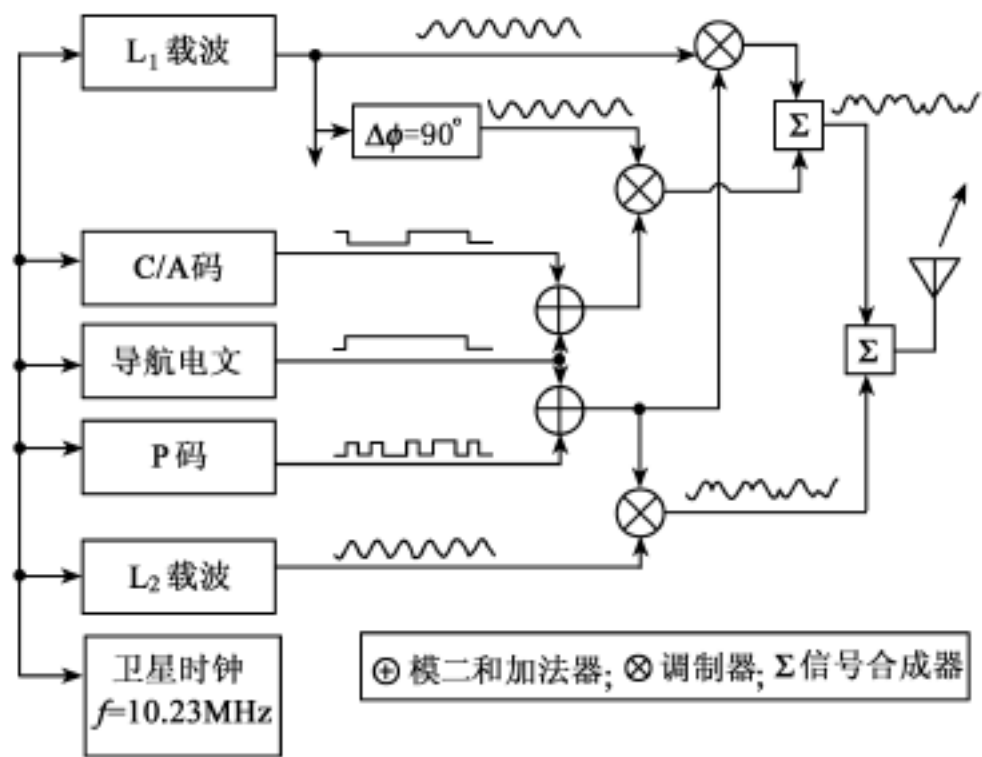 L₁ 载波
Δϕ=90°
Σ
C/A码
导航电文
Σ
P 码
L₂ 载波
卫星时钟
f=10.23MHz
⊕ 模二和加法器; ⊗ 调制器; Σ 信号合成器